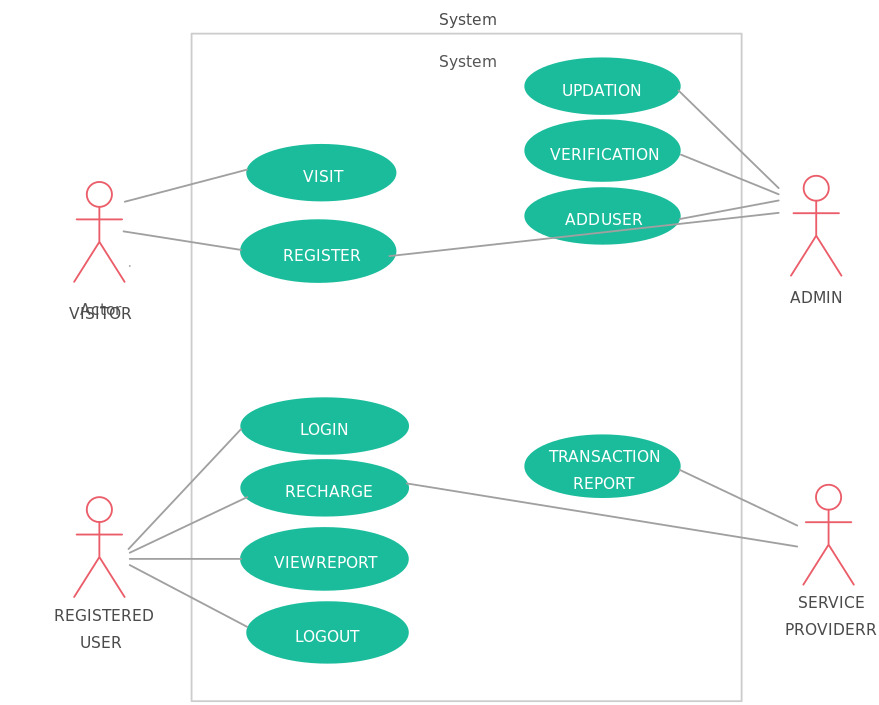 System
System
UPDATION
VERIFICATION
VISIT
ADDUSER
REGISTER
ADMIN
Actor
VISITOR
LOGIN
TRANSACTION
REPORT
RECHARGE
VIEWREPORT
SERVICE
PROVIDERR
REGISTERED
USER
LOGOUT